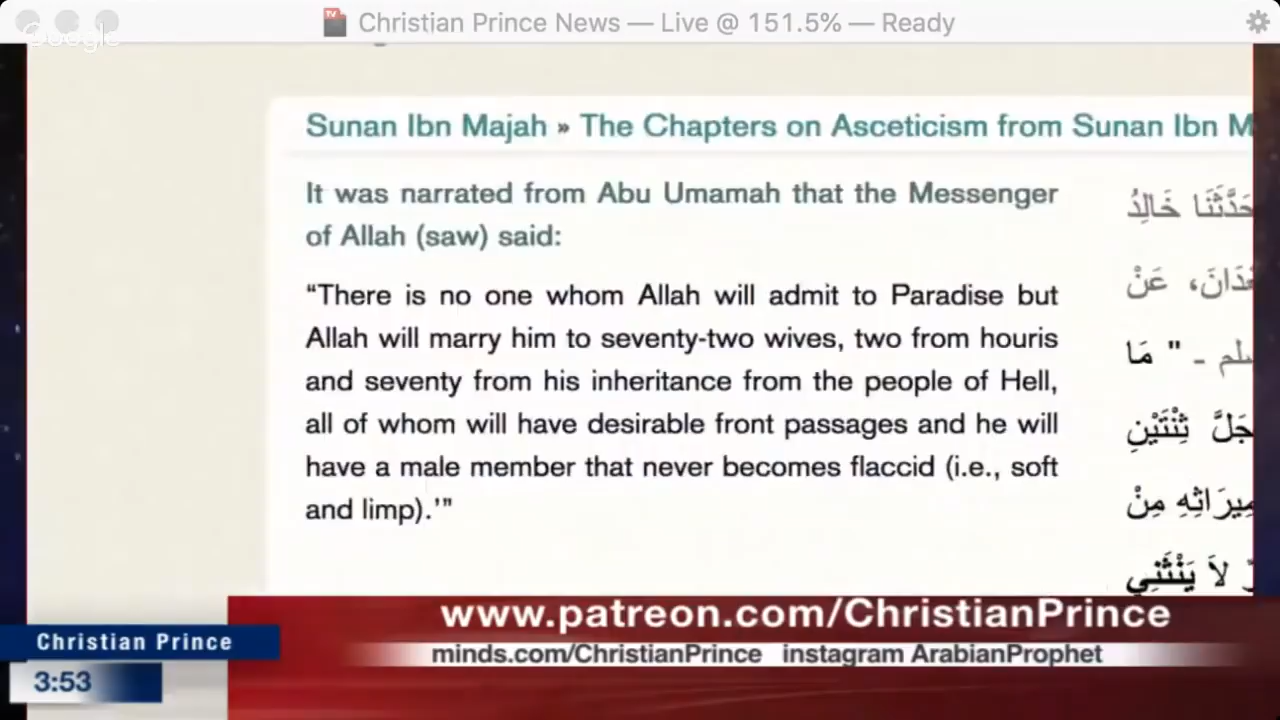 Google
Christian Prince News — Live @ 151.5% — Ready
Sunan Ibn Majah » The Chapters on Asceticism from Sunan Ibn M
It was narrated from Abu Umamah that the Messenger
of Allah (saw) said:
“There is no one whom Allah will admit to Paradise but
Allah will marry him to seventy-two wives, two from houris
and seventy from his inheritance from the people of Hell,
all of whom will have desirable front passages and he will
have a male member that never becomes flaccid (i.e., soft
and limp).’”
حَدَّثَنَا خَالِدُ
عَنْ
مَا
ثِنْتَيْنِ
مِيرَاثِهِ مِنْ
لاَ يَنْثَنِي
www.patreon.com/ChristianPrince
Christian Prince
minds.com/ChristianPrince instagram ArabianProphet
3:53